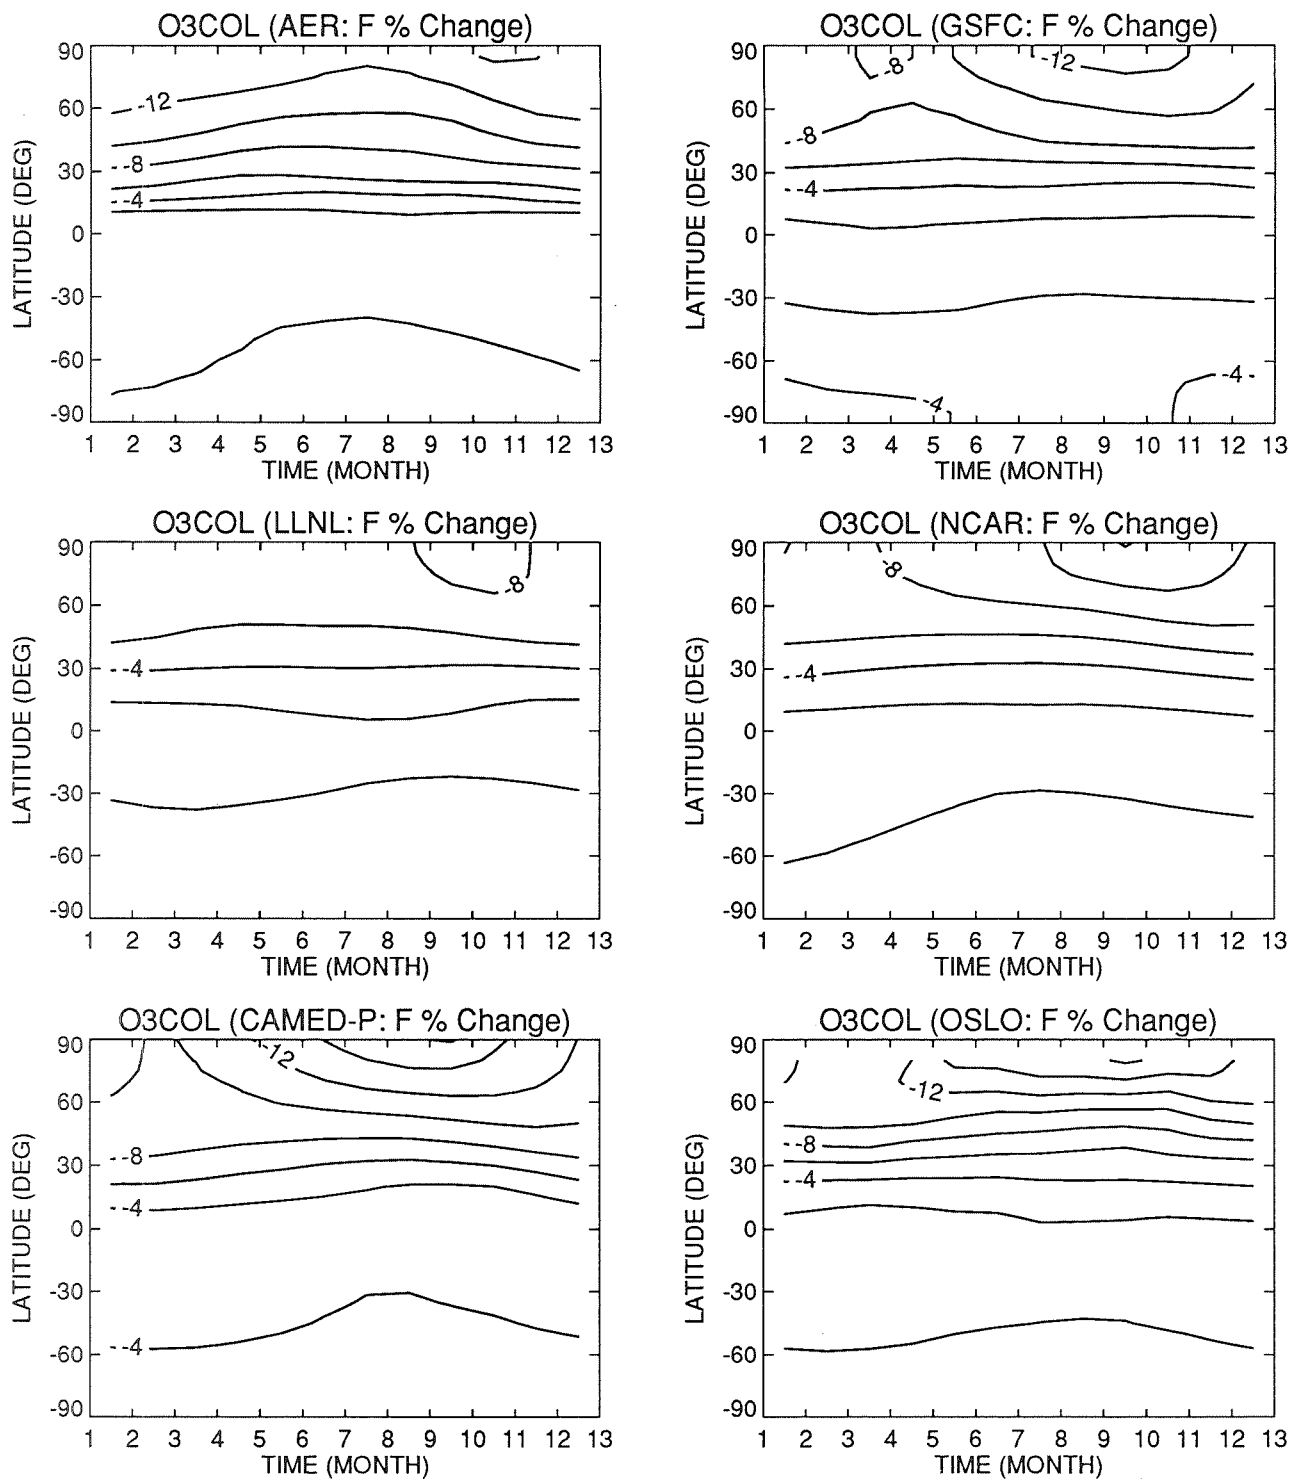 O3COL (AER: F % Change)
90
60
30
0
-30
-60
-90
LATITUDE (DEG)
-12
-8
-4
1 2 3 4 5 6 7 8 9 10 11 12 13
TIME (MONTH)
O3COL (GSFC: F % Change)
90
60
30
0
-30
-60
-90
LATITUDE (DEG)
-8
-12
-8
-4
-4
-4
1 2 3 4 5 6 7 8 9 10 11 12 13
TIME (MONTH)
O3COL (LLNL: F % Change)
90
60
30
0
-30
-60
-90
LATITUDE (DEG)
-8
-4
1 2 3 4 5 6 7 8 9 10 11 12 13
TIME (MONTH)
O3COL (NCAR: F % Change)
90
60
30
0
-30
-60
-90
LATITUDE (DEG)
-8
-4
1 2 3 4 5 6 7 8 9 10 11 12 13
TIME (MONTH)
O3COL (CAMED-P: F % Change)
90
60
30
0
-30
-60
-90
LATITUDE (DEG)
-12
-8
-4
-4
1 2 3 4 5 6 7 8 9 10 11 12 13
TIME (MONTH)
O3COL (OSLO: F % Change)
90
60
30
0
-30
-60
-90
LATITUDE (DEG)
-12
-8
-4
1 2 3 4 5 6 7 8 9 10 11 12 13
TIME (MONTH)